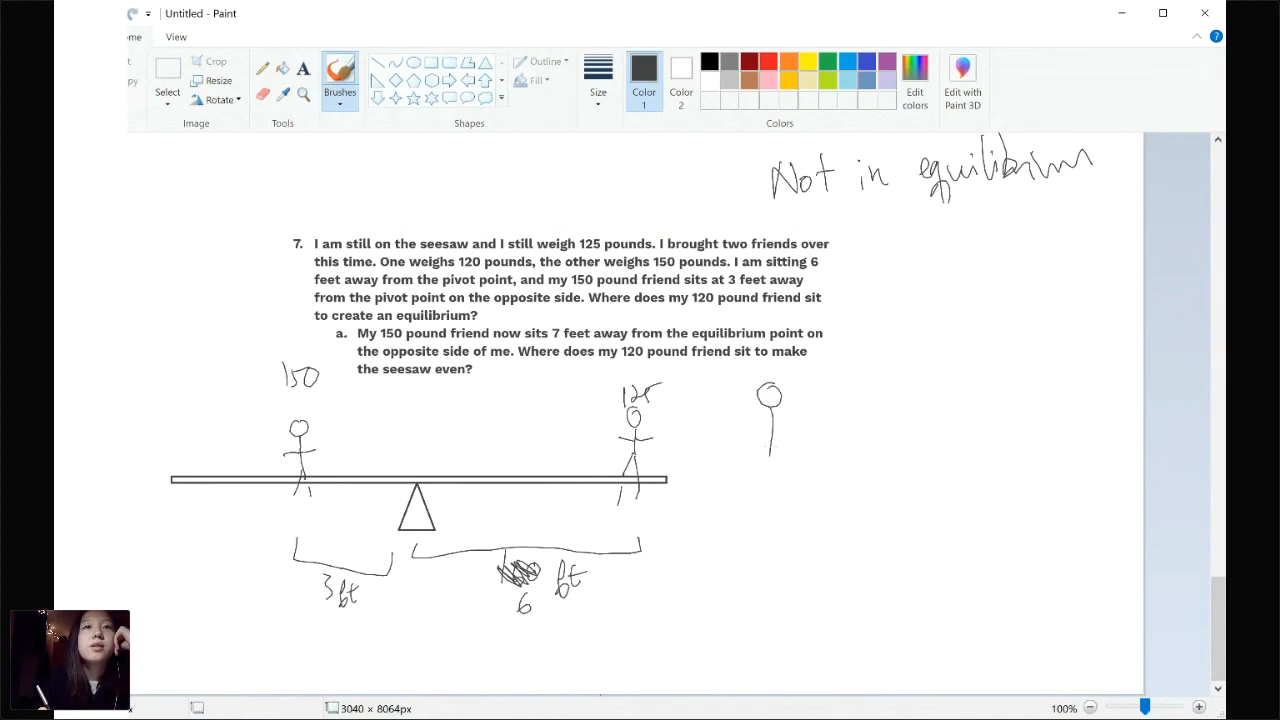 Untitled - Paint
ome
View
Crop
Resize
Rotate
Select
py
Image
Brushes
Tools
Outline
Fill
Shapes
Size
Color
1
Color
2
Edit
colors
Edit with
Paint 3D
Colors
Not in equilibrium
7. I am still on the seesaw and I still weigh 125 pounds. I brought two friends over
this time. One weighs 120 pounds, the other weighs 150 pounds. I am sitting 6
feet away from the pivot point, and my 150 pound friend sits at 3 feet away
from the pivot point on the opposite side. Where does my 120 pound friend sit
to create an equilibrium?
a. My 150 pound friend now sits 7 feet away from the equilibrium point on
the opposite side of me. Where does my 120 pound friend sit to make
the seesaw even?
150
125
3 ft
ft
6
3040 × 8064px
100%